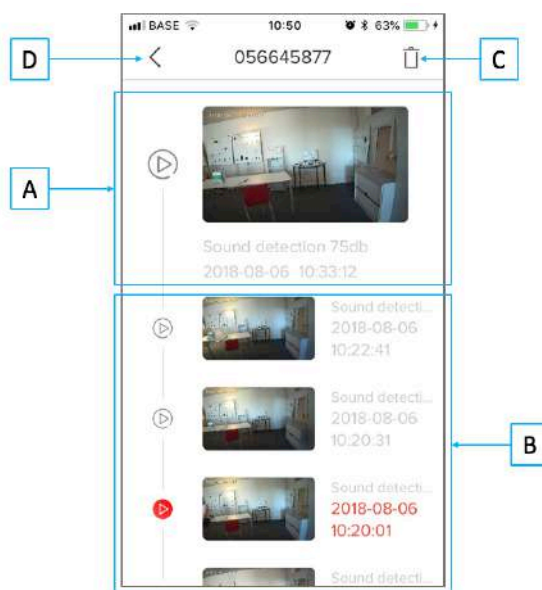 BASE 10:50 63%
D
056645877
C
A
Sound detection 75db
2018-08-06 10:33:12
Sound detecti...
2018-08-06
10:22:41
Sound detecti...
2018-08-06
10:20:31
B
Sound detecti...
2018-08-06
10:20:01
Sound detecti...